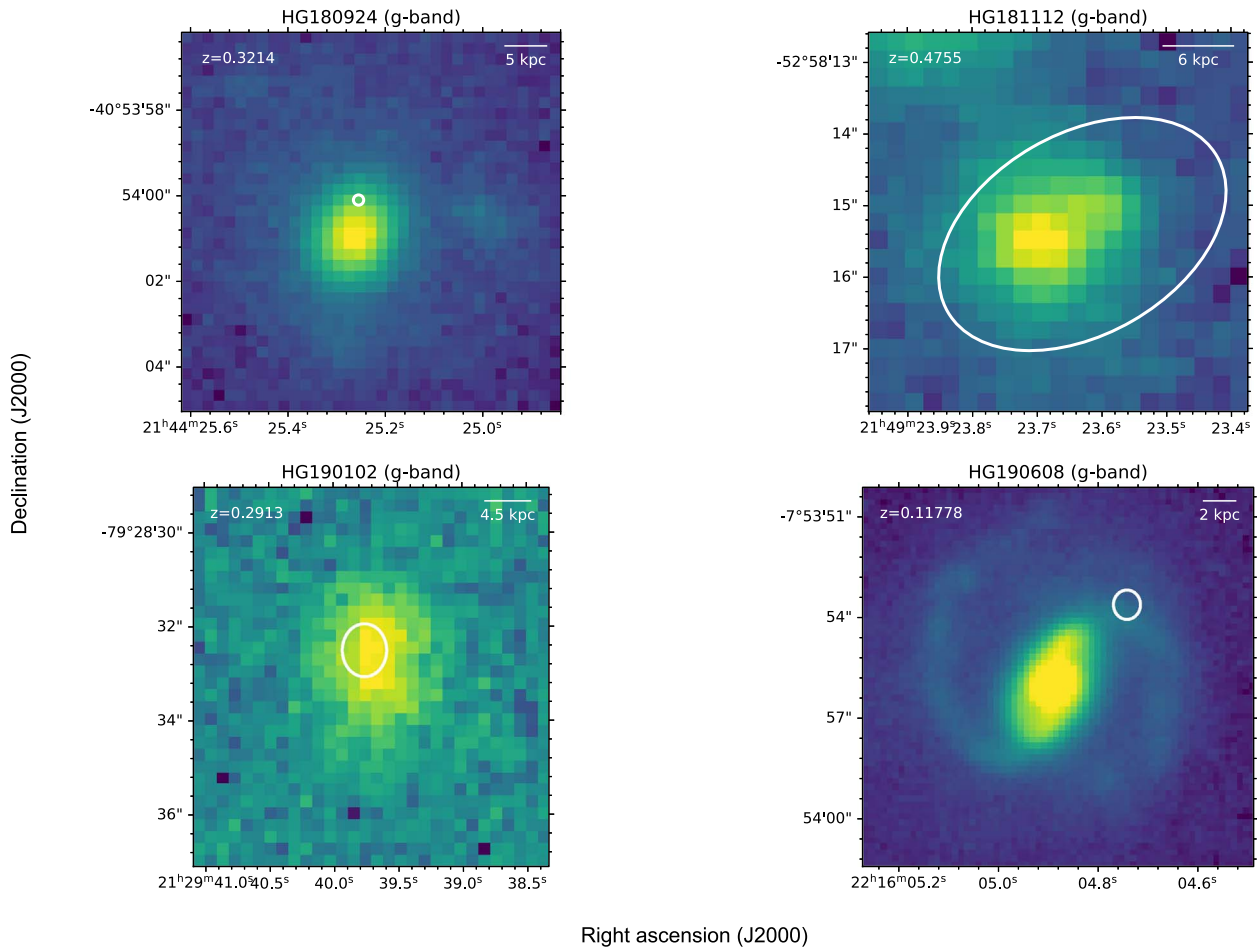 HG180924 (g-band)
z=0.3214
5 kpc
-40°53'58"
54'00"
02"
04"
21ʰ44ᵐ25.6ˢ 25.4ˢ 25.2ˢ 25.0ˢ
HG181112 (g-band)
z=0.4755
6 kpc
-52°58'13"
14"
15"
16"
17"
21ʰ49ᵐ23.9ˢ 23.8ˢ 23.7ˢ 23.6ˢ 23.5ˢ 23.4ˢ
HG190102 (g-band)
z=0.2913
4.5 kpc
-79°28'30"
32"
34"
36"
21ʰ29ᵐ41.0ˢ 40.5ˢ 40.0ˢ 39.5ˢ 39.0ˢ 38.5ˢ
HG190608 (g-band)
z=0.11778
2 kpc
-7°53'51"
54"
57"
54'00"
22ʰ16ᵐ05.2ˢ 05.0ˢ 04.8ˢ 04.6ˢ
Declination (J2000)
Right ascension (J2000)